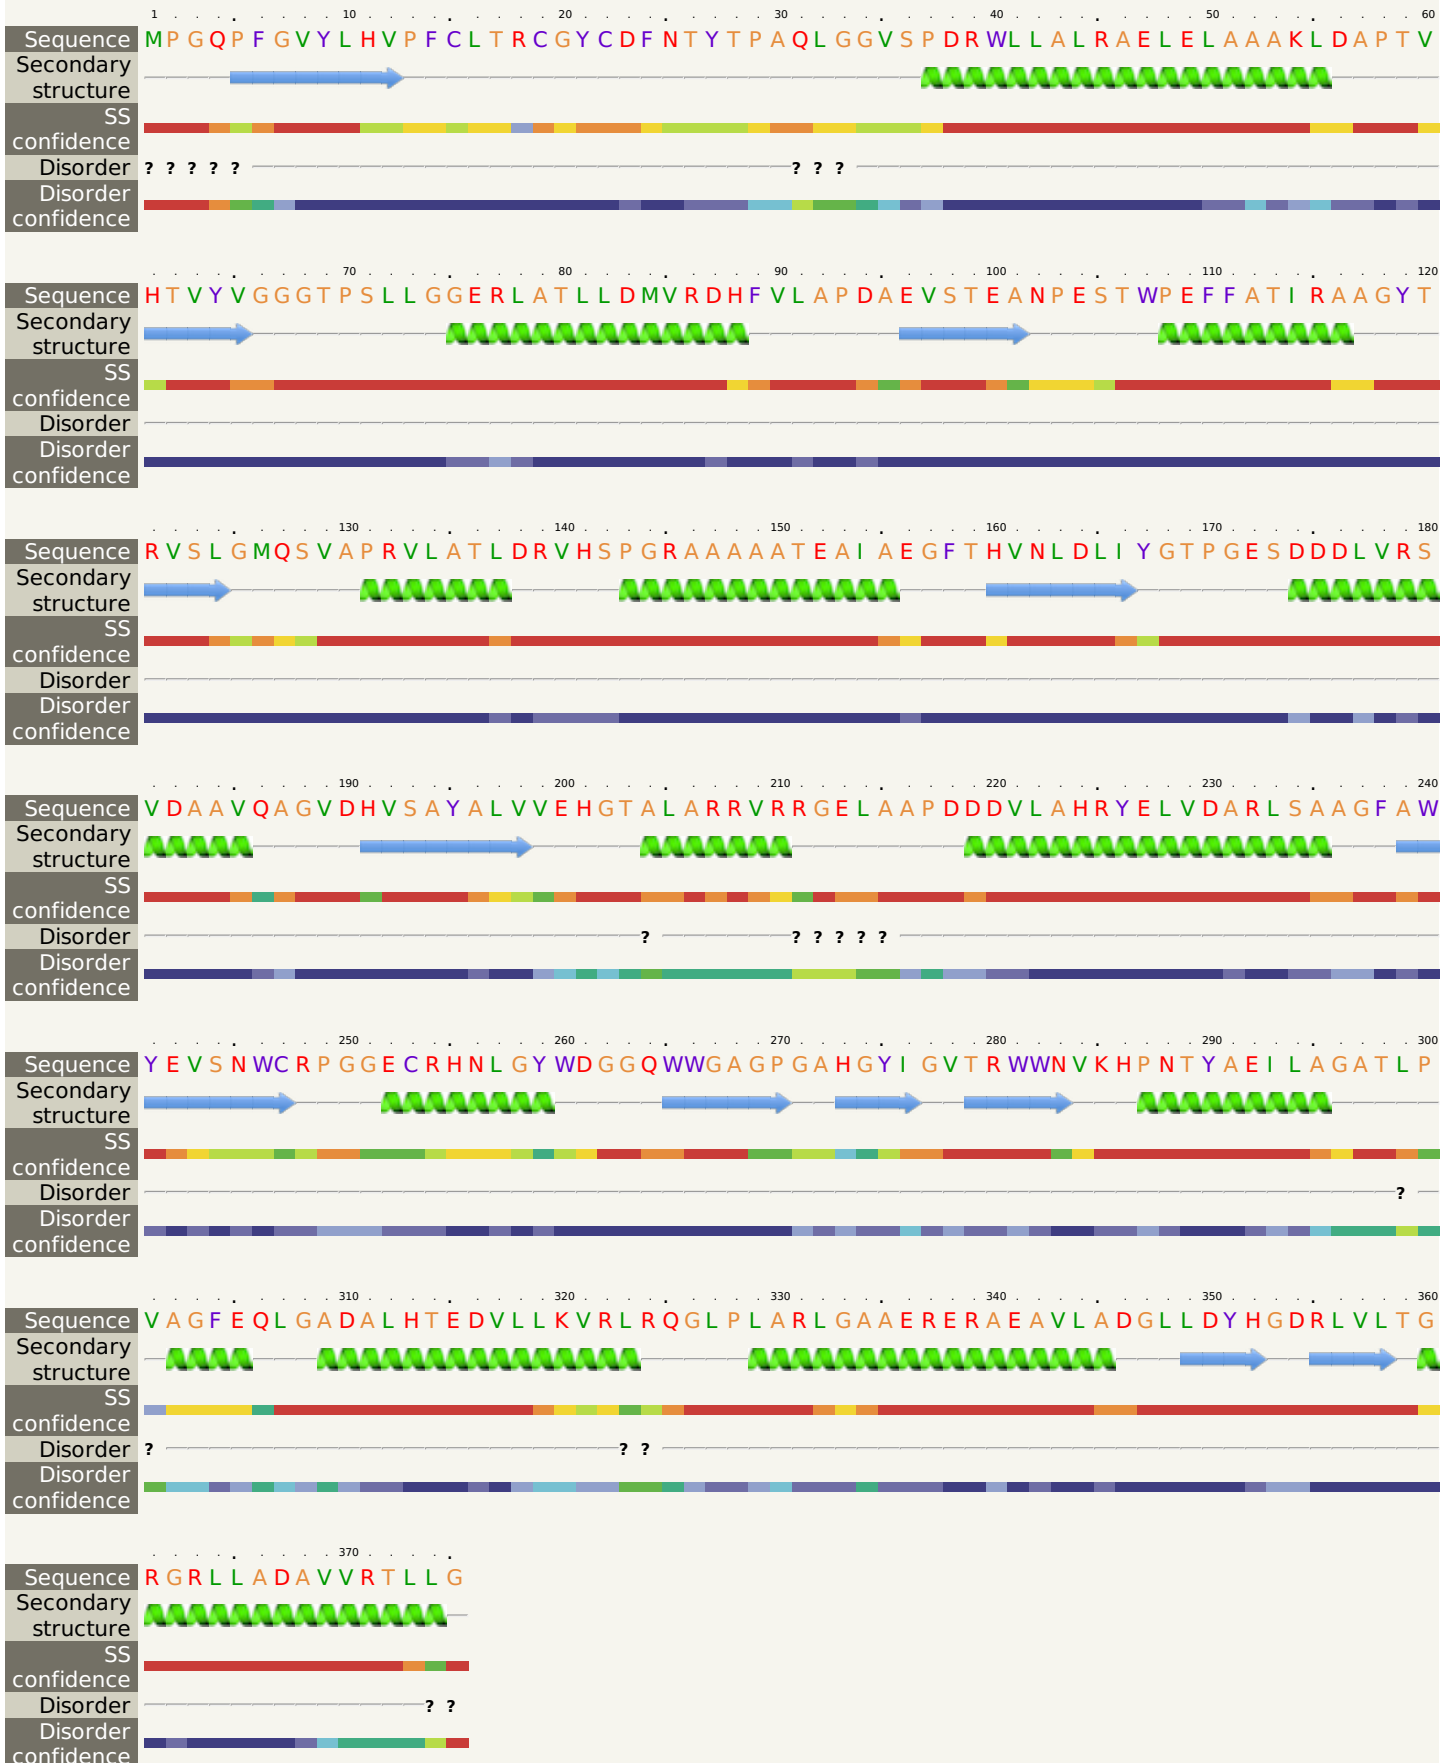 1 10 20 30 40 50 60
Sequence M P G Q P F G V Y L H V P F C L T R C G Y C D F N T Y T P A Q L G G V S P D R W L L A L R A E L E L A A A K L D A P T V
Secondary
structure
SS
confidence
Disorder ? ? ? ? ? ? ? ?
Disorder
confidence
70 80 90 100 110 120
Sequence H T V Y V G G G T P S L L G G E R L A T L L D M V R D H F V L A P D A E V S T E A N P E S T W P E F F A T I R A A G Y T
Secondary
structure
SS
confidence
Disorder
Disorder
confidence
130 140 150 160 170 180
Sequence R V S L G M Q S V A P R V L A T L D R V H S P G R A A A A A T E A I A E G F T H V N L D L I Y G T P G E S D D D L V R S
Secondary
structure
SS
confidence
Disorder
Disorder
confidence
190 200 210 220 230 240
Sequence V D A A V Q A G V D H V S A Y A L V V E H G T A L A R R V R R G E L A A P D D D V L A H R Y E L V D A R L S A A G F A W
Secondary
structure
SS
confidence
Disorder ? ? ? ? ? ?
Disorder
confidence
250 260 270 280 290 300
Sequence Y E V S N W C R P G G E C R H N L G Y W D G G Q W W G A G P G A H G Y I G V T R W W N V K H P N T Y A E I L A G A T L P
Secondary
structure
SS
confidence
Disorder ?
Disorder
confidence
310 320 330 340 350 360
Sequence V A G F E Q L G A D A L H T E D V L L K V R L R Q G L P L A R L G A A E R E R A E A V L A D G L L D Y H G D R L V L T G
Secondary
structure
SS
confidence
Disorder ? ? ?
Disorder
confidence
370
Sequence R G R L L A D A V V R T L L G
Secondary
structure
SS
confidence
Disorder ? ?
Disorder
confidence